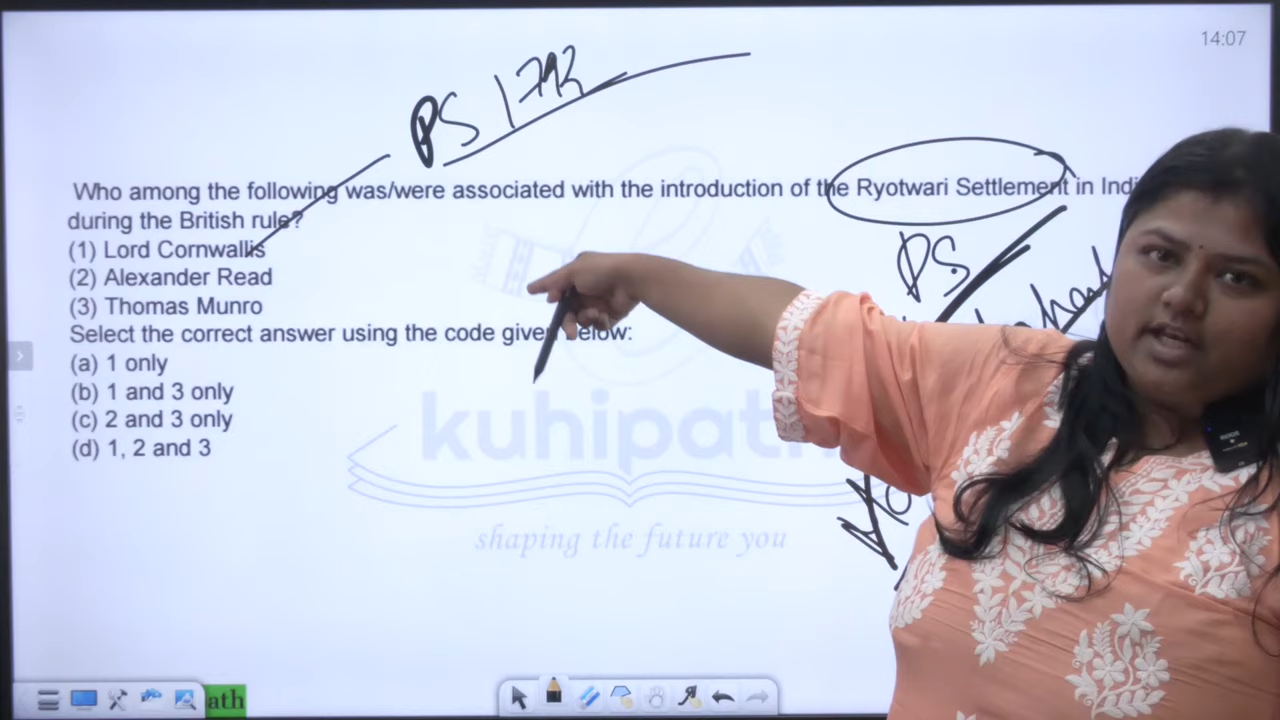 14:07
PS 1793
Who among the following was/were associated with the introduction of the Ryotwari Settlement in
during the British rule?
(1) Lord Cornwallis
(2) Alexander Read
PS
(3) Thomas Munro
Select the correct answer using the code given below:
(a) 1 only
(b) 1 and 3 only
(c) 2 and 3 only
(d) 1, 2 and 3
kuhipath
shaping the future you
ath